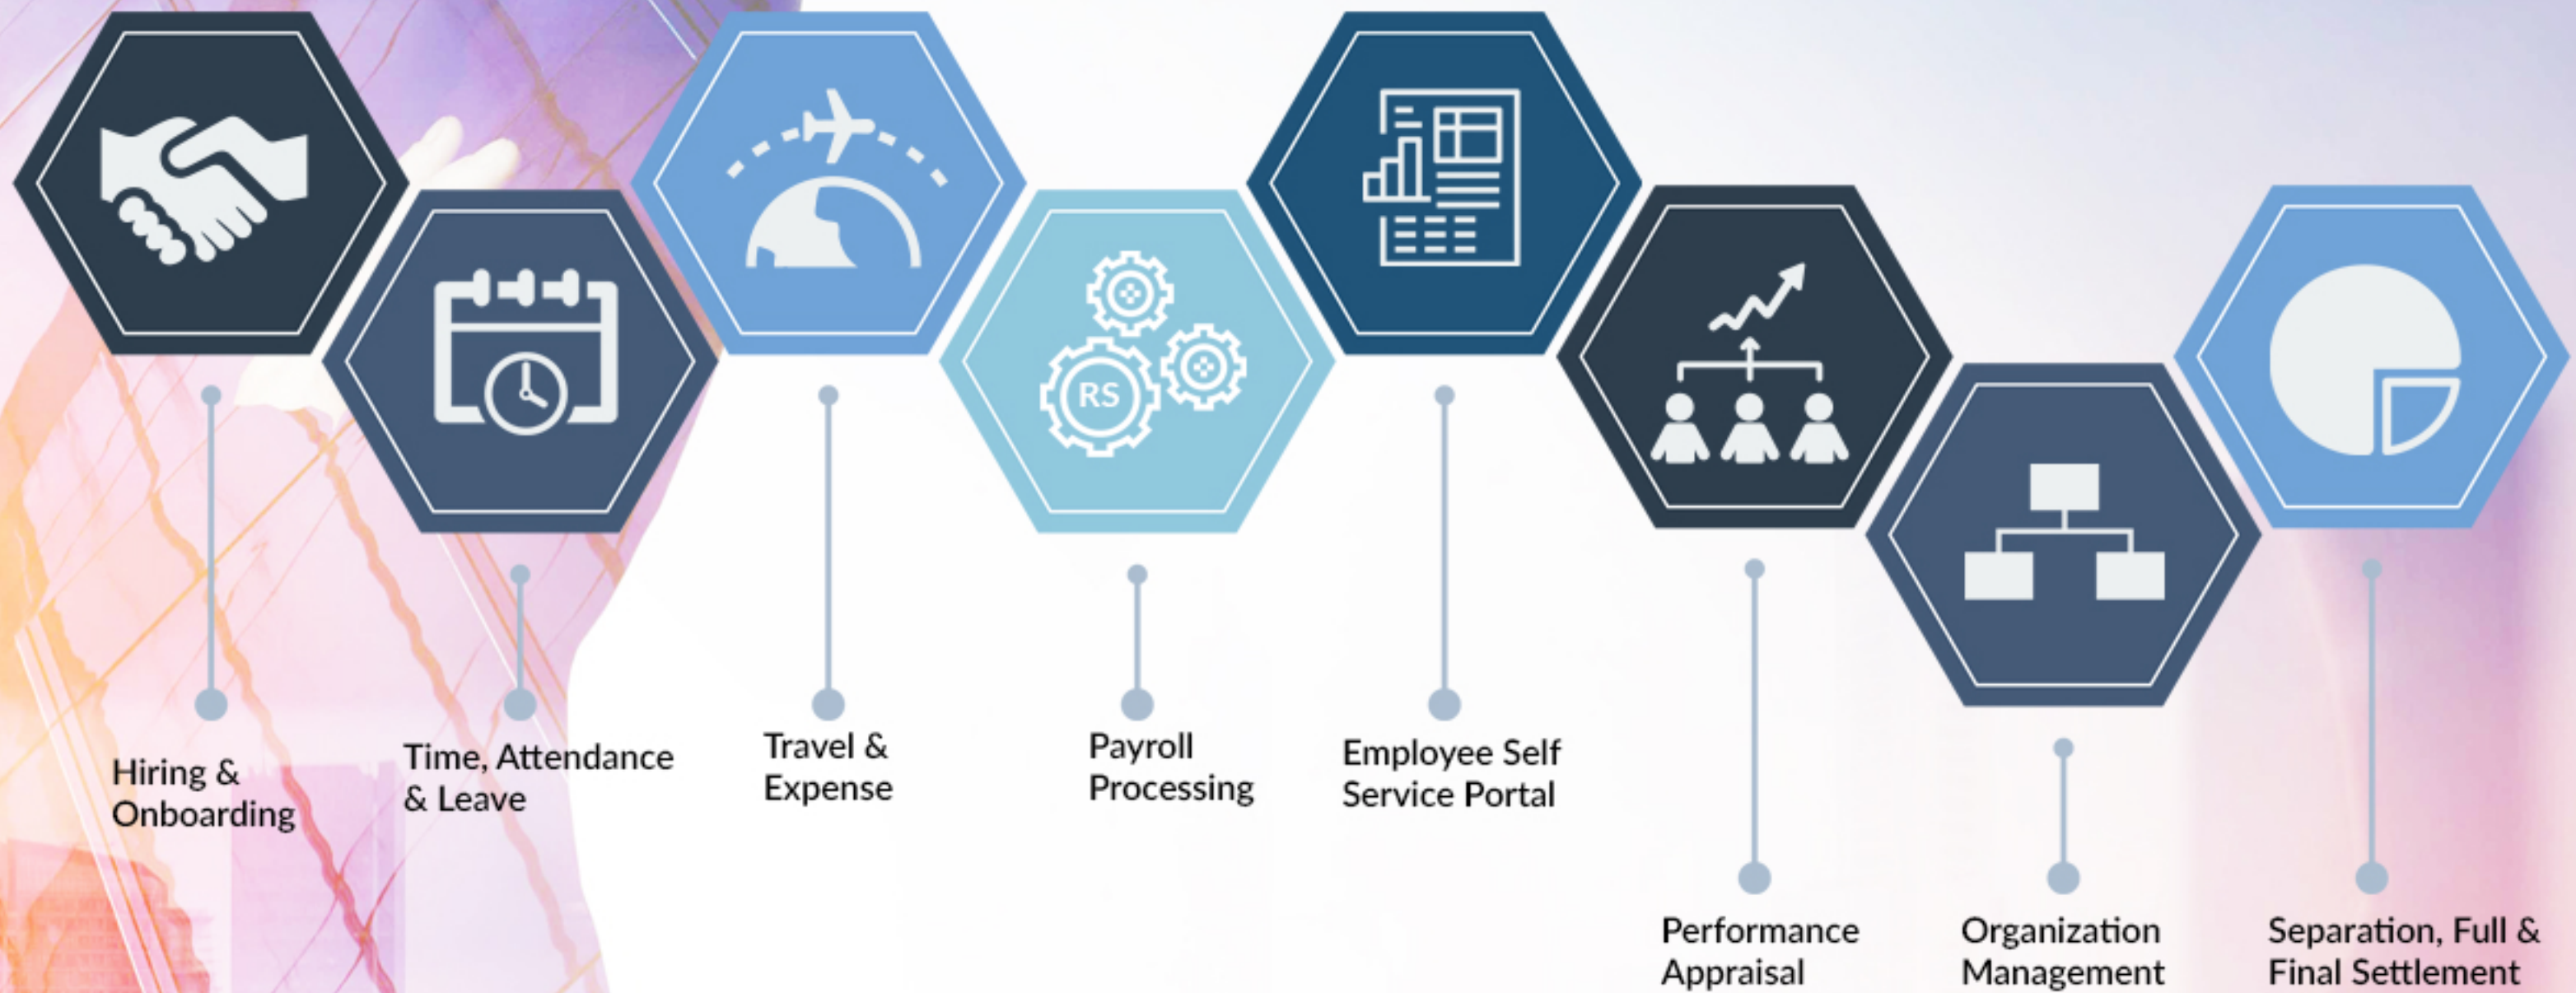 RS
Hiring &
Onboarding
Time, Attendance
& Leave
Travel &
Expense
Payroll
Processing
Employee Self
Service Portal
Performance
Appraisal
Organization
Management
Separation, Full &
Final Settlement